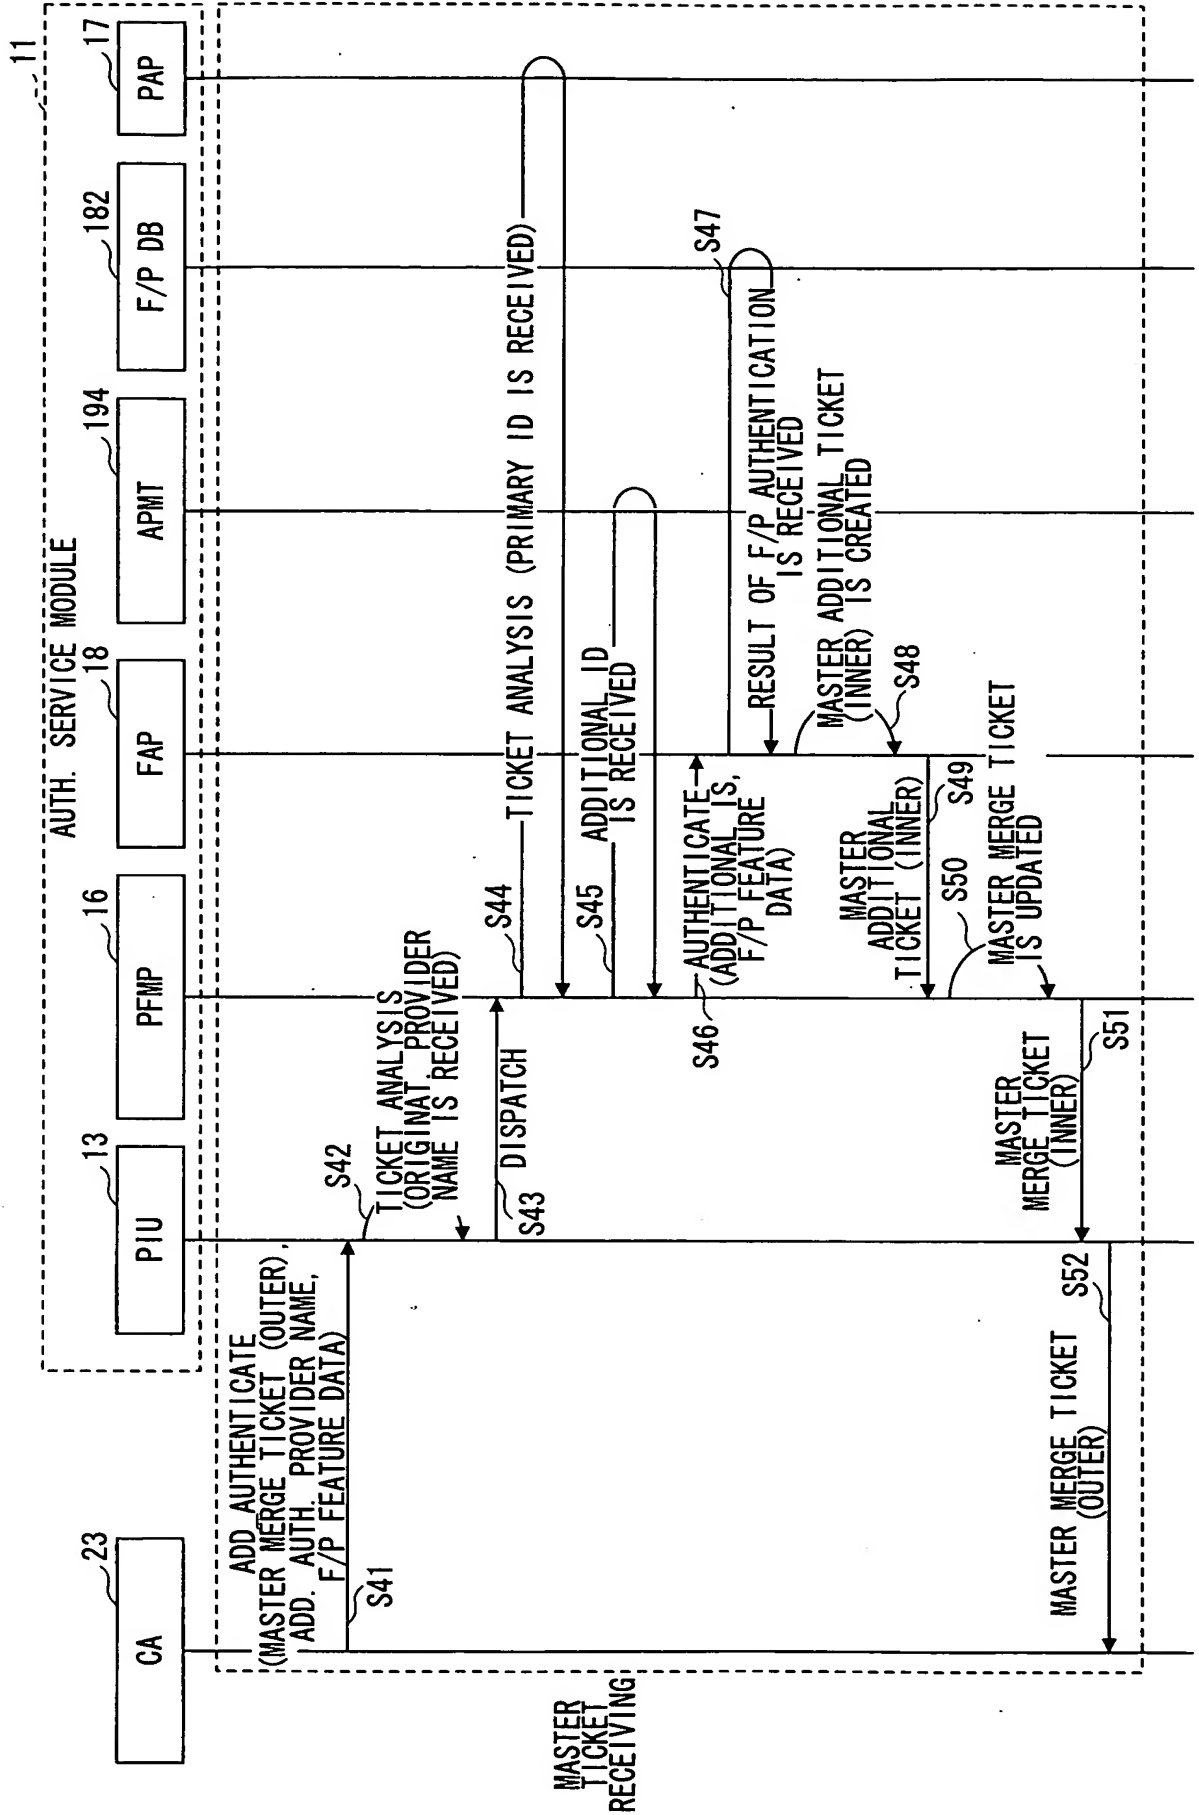 11
AUTH. SERVICE MODULE
23
CA
13
PIU
16
PFMP
18
FAP
194
APMT
182
F/P DB
17
PAP
MASTER
TICKET
RECEIVING
ADD AUTHENTICATE
(MASTER MERGE TICKET (OUTER),
ADD. AUTH. PROVIDER NAME,
F/P FEATURE DATA)
S41
S42
TICKET ANALYSIS
(ORIGINAT. PROVIDER
NAME IS RECEIVED)
DISPATCH
S43
S44
TICKET ANALYSIS (PRIMARY ID IS RECEIVED)
S45
ADDITIONAL ID
IS RECEIVED
S46
AUTHENTICATE
(ADDITIONAL IS,
F/P FEATURE
DATA)
S47
RESULT OF F/P AUTHENTICATION
IS RECEIVED
MASTER ADDITIONAL TICKET
(INNER) IS CREATED
S48
MASTER
ADDITIONAL
TICKET (INNER)
S49
S50
MASTER MERGE TICKET
IS UPDATED
MASTER
MERGE TICKET
(INNER)
S51
S52
MASTER MERGE TICKET
(OUTER)